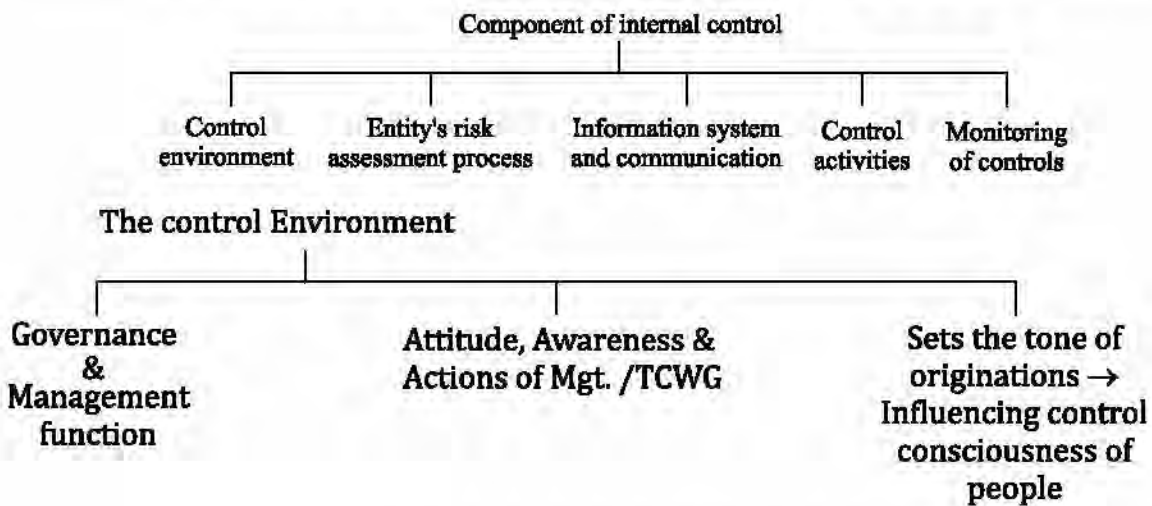 Component of internal control
Control environment
Entity's risk assessment process
Information system and communication
Control activities
Monitoring of controls
The control Environment
Governance
&
Management
function
Attitude, Awareness &
Actions of Mgt. /TCWG
Sets the tone of
originations →
Influencing control
consciousness of
people